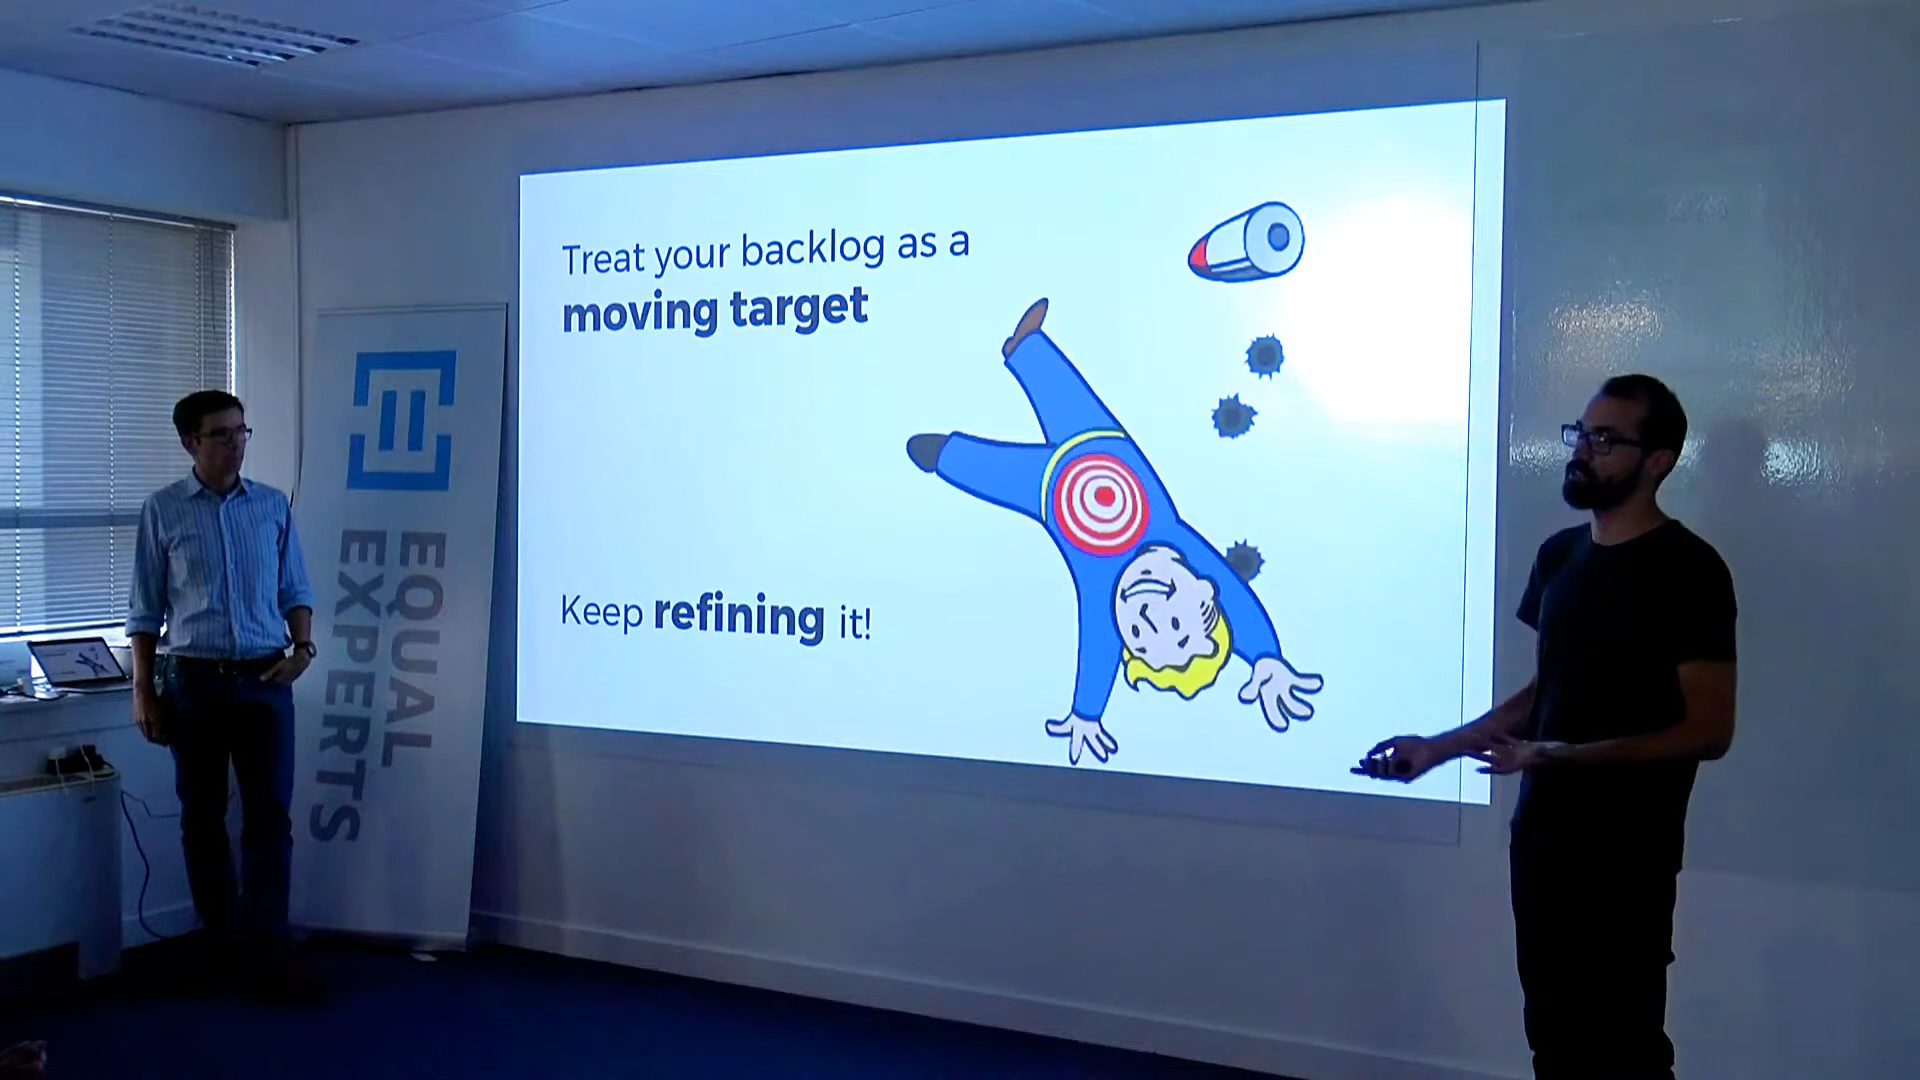 Treat your backlog as a
moving target
Keep refining it!
EQUAL
EXPERTS